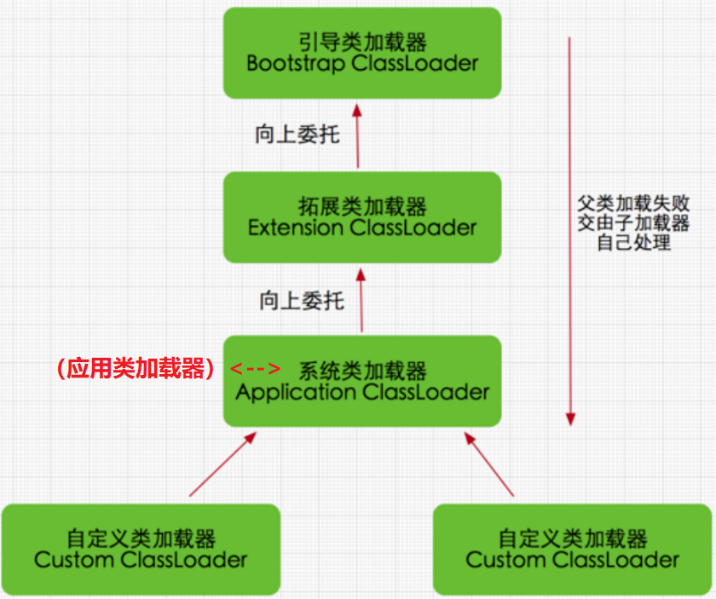 引导类加载器
Bootstrap ClassLoader
向上委托
拓展类加载器
Extension ClassLoader
父类加载失败
交由子加载器
自己处理
向上委托
(应用类加载器) <-->
系统类加载器
Application ClassLoader
自定义类加载器
Custom ClassLoader
自定义类加载器
Custom ClassLoader